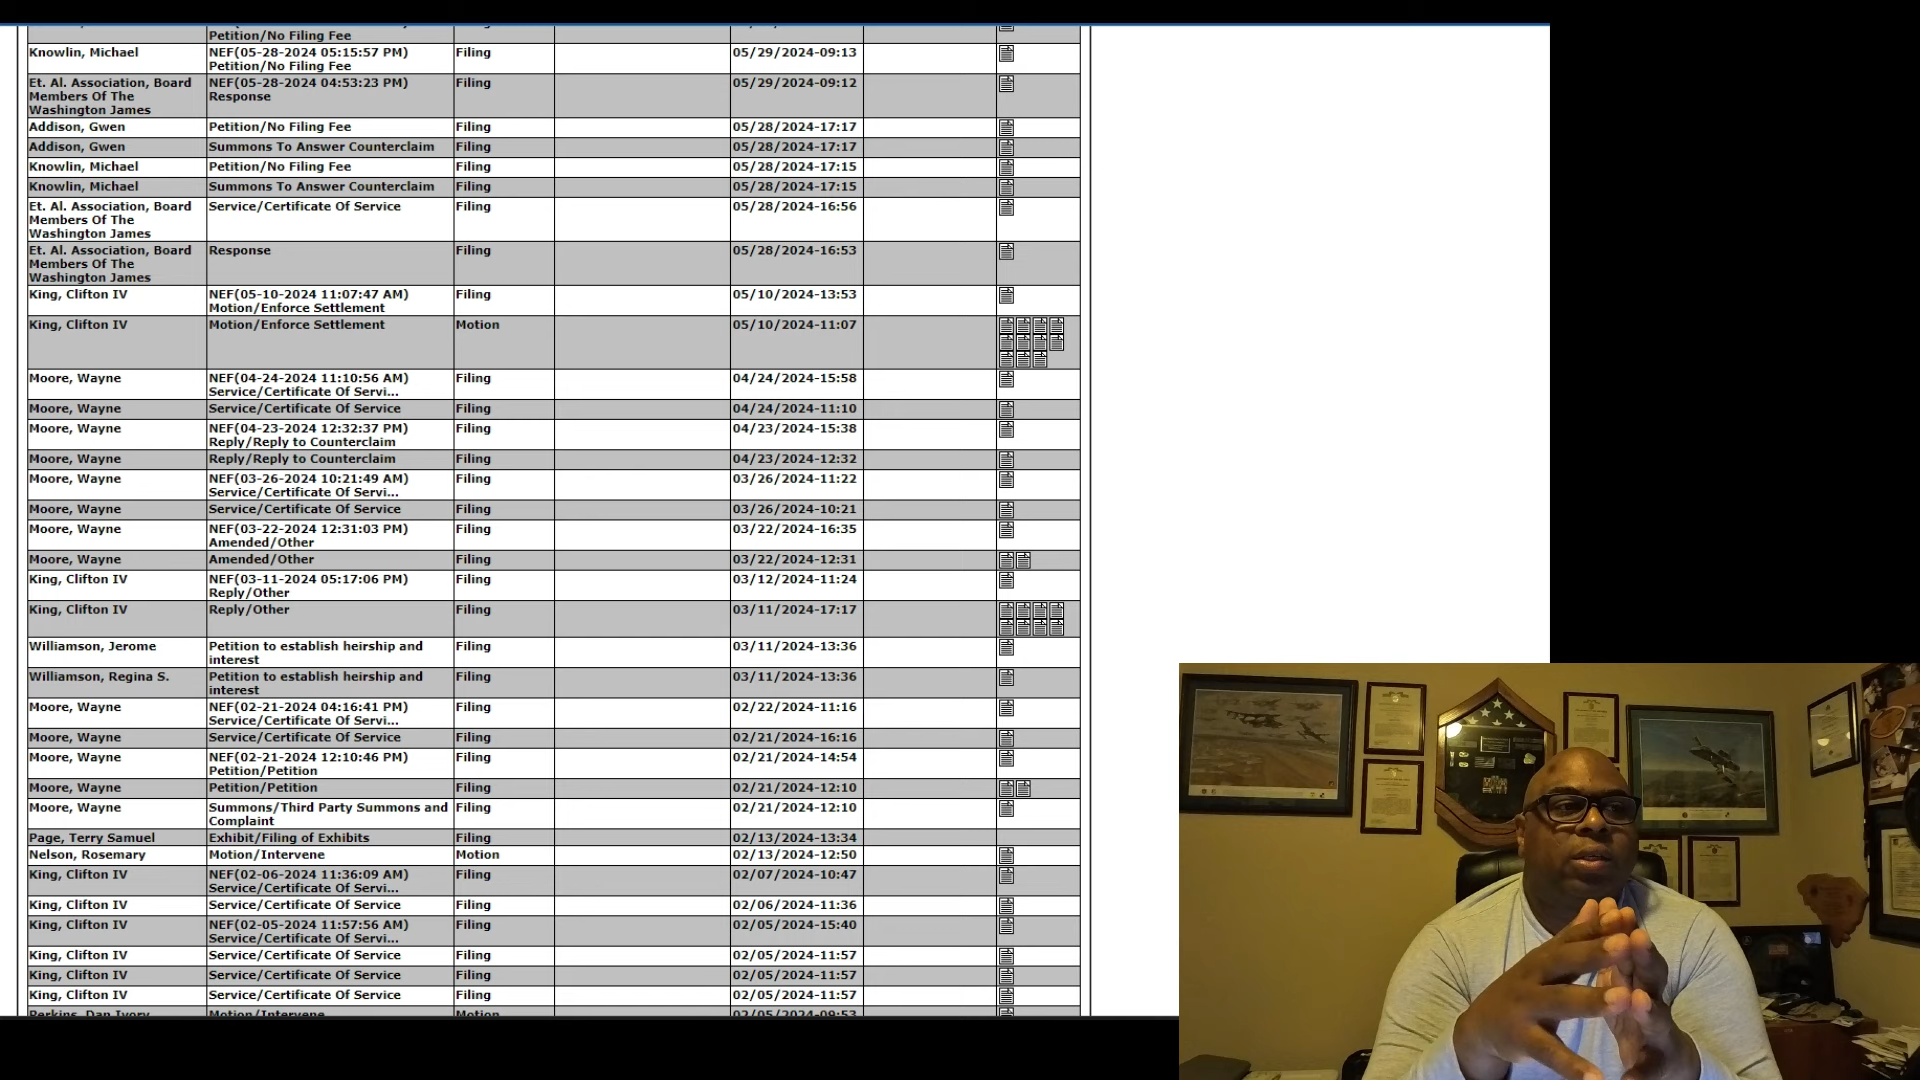 Petition/No Filing Fee
Knowlin, Michael NEF(05-28-2024 05:15:57 PM) Filing 05/29/2024-09:13
Petition/No Filing Fee
Et. Al. Association, Board NEF(05-28-2024 04:53:23 PM) Filing 05/29/2024-09:12
Members Of The Response
Washington James
Addison, Gwen Petition/No Filing Fee Filing 05/28/2024-17:17
Addison, Gwen Summons To Answer Counterclaim Filing 05/28/2024-17:17
Knowlin, Michael Petition/No Filing Fee Filing 05/28/2024-17:15
Knowlin, Michael Summons To Answer Counterclaim Filing 05/28/2024-17:15
Et. Al. Association, Board Service/Certificate Of Service Filing 05/28/2024-16:56
Members Of The
Washington James
Et. Al. Association, Board Response Filing 05/28/2024-16:53
Members Of The
Washington James
King, Clifton IV NEF(05-10-2024 11:07:47 AM) Filing 05/10/2024-13:53
Motion/Enforce Settlement
King, Clifton IV Motion/Enforce Settlement Motion 05/10/2024-11:07
Moore, Wayne NEF(04-24-2024 11:10:56 AM) Filing 04/24/2024-15:58
Service/Certificate Of Servi...
Moore, Wayne Service/Certificate Of Service Filing 04/24/2024-11:10
Moore, Wayne NEF(04-23-2024 12:32:37 PM) Filing 04/23/2024-15:38
Reply/Reply to Counterclaim
Moore, Wayne Reply/Reply to Counterclaim Filing 04/23/2024-12:32
Moore, Wayne NEF(03-26-2024 10:21:49 AM) Filing 03/26/2024-11:22
Service/Certificate Of Servi...
Moore, Wayne Service/Certificate Of Service Filing 03/26/2024-10:21
Moore, Wayne NEF(03-22-2024 12:31:03 PM) Filing 03/22/2024-16:35
Amended/Other
Moore, Wayne Amended/Other Filing 03/22/2024-12:31
King, Clifton IV NEF(03-11-2024 05:17:06 PM) Filing 03/12/2024-11:24
Reply/Other
King, Clifton IV Reply/Other Filing 03/11/2024-17:17
Williamson, Jerome Petition to establish heirship and Filing 03/11/2024-13:36
interest
Williamson, Regina S. Petition to establish heirship and Filing 03/11/2024-13:36
interest
Moore, Wayne NEF(02-21-2024 04:16:41 PM) Filing 02/22/2024-11:16
Service/Certificate Of Servi...
Moore, Wayne Service/Certificate Of Service Filing 02/21/2024-16:16
Moore, Wayne NEF(02-21-2024 12:10:46 PM) Filing 02/21/2024-14:54
Petition/Petition
Moore, Wayne Petition/Petition Filing 02/21/2024-12:10
Moore, Wayne Summons/Third Party Summons and Filing 02/21/2024-12:10
Complaint
Page, Terry Samuel Exhibit/Filing of Exhibits Filing 02/13/2024-13:34
Nelson, Rosemary Motion/Intervene Motion 02/13/2024-12:50
King, Clifton IV NEF(02-06-2024 11:36:09 AM) Filing 02/07/2024-10:47
Service/Certificate Of Servi...
King, Clifton IV Service/Certificate Of Service Filing 02/06/2024-11:36
King, Clifton IV NEF(02-05-2024 11:57:56 AM) Filing 02/05/2024-15:40
Service/Certificate Of Servi...
King, Clifton IV Service/Certificate Of Service Filing 02/05/2024-11:57
King, Clifton IV Service/Certificate Of Service Filing 02/05/2024-11:57
King, Clifton IV Service/Certificate Of Service Filing 02/05/2024-11:57
Perkins, Dan Ivory Motion/Intervene Motion 02/05/2024-09:53